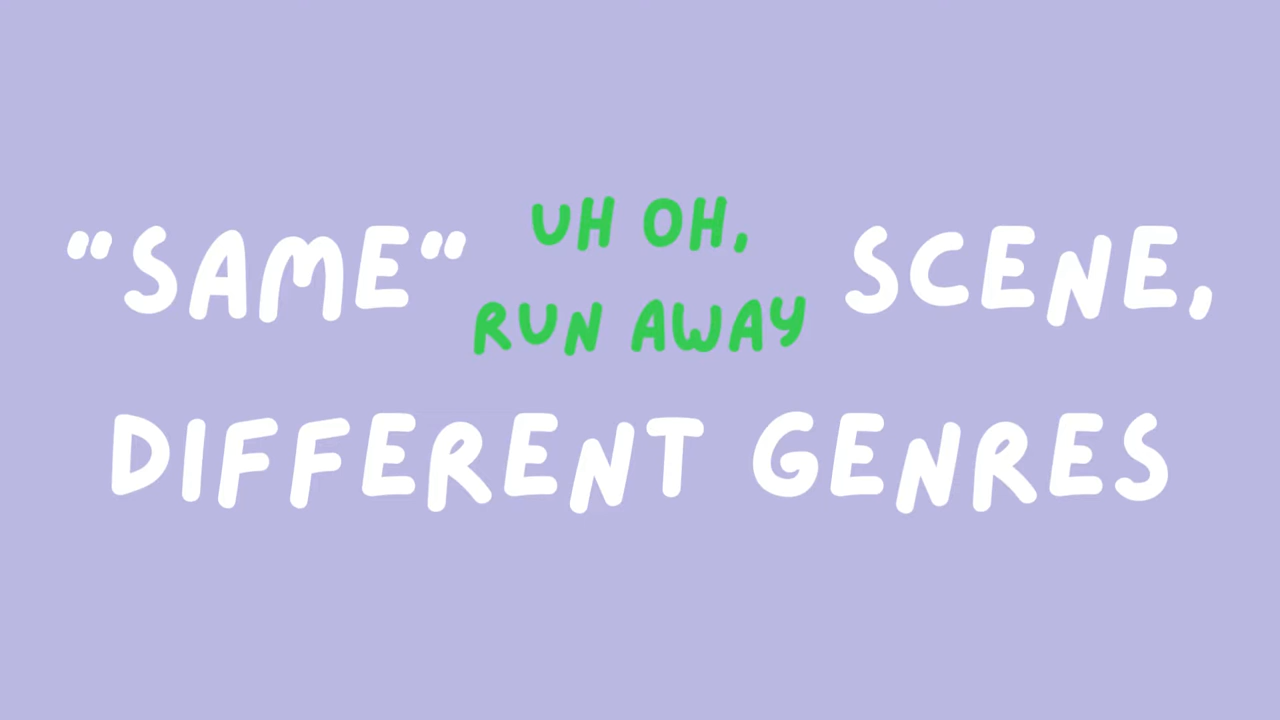 "SAME" UH OH, RUN AWAY SCENE,
DIFFERENT GENRES